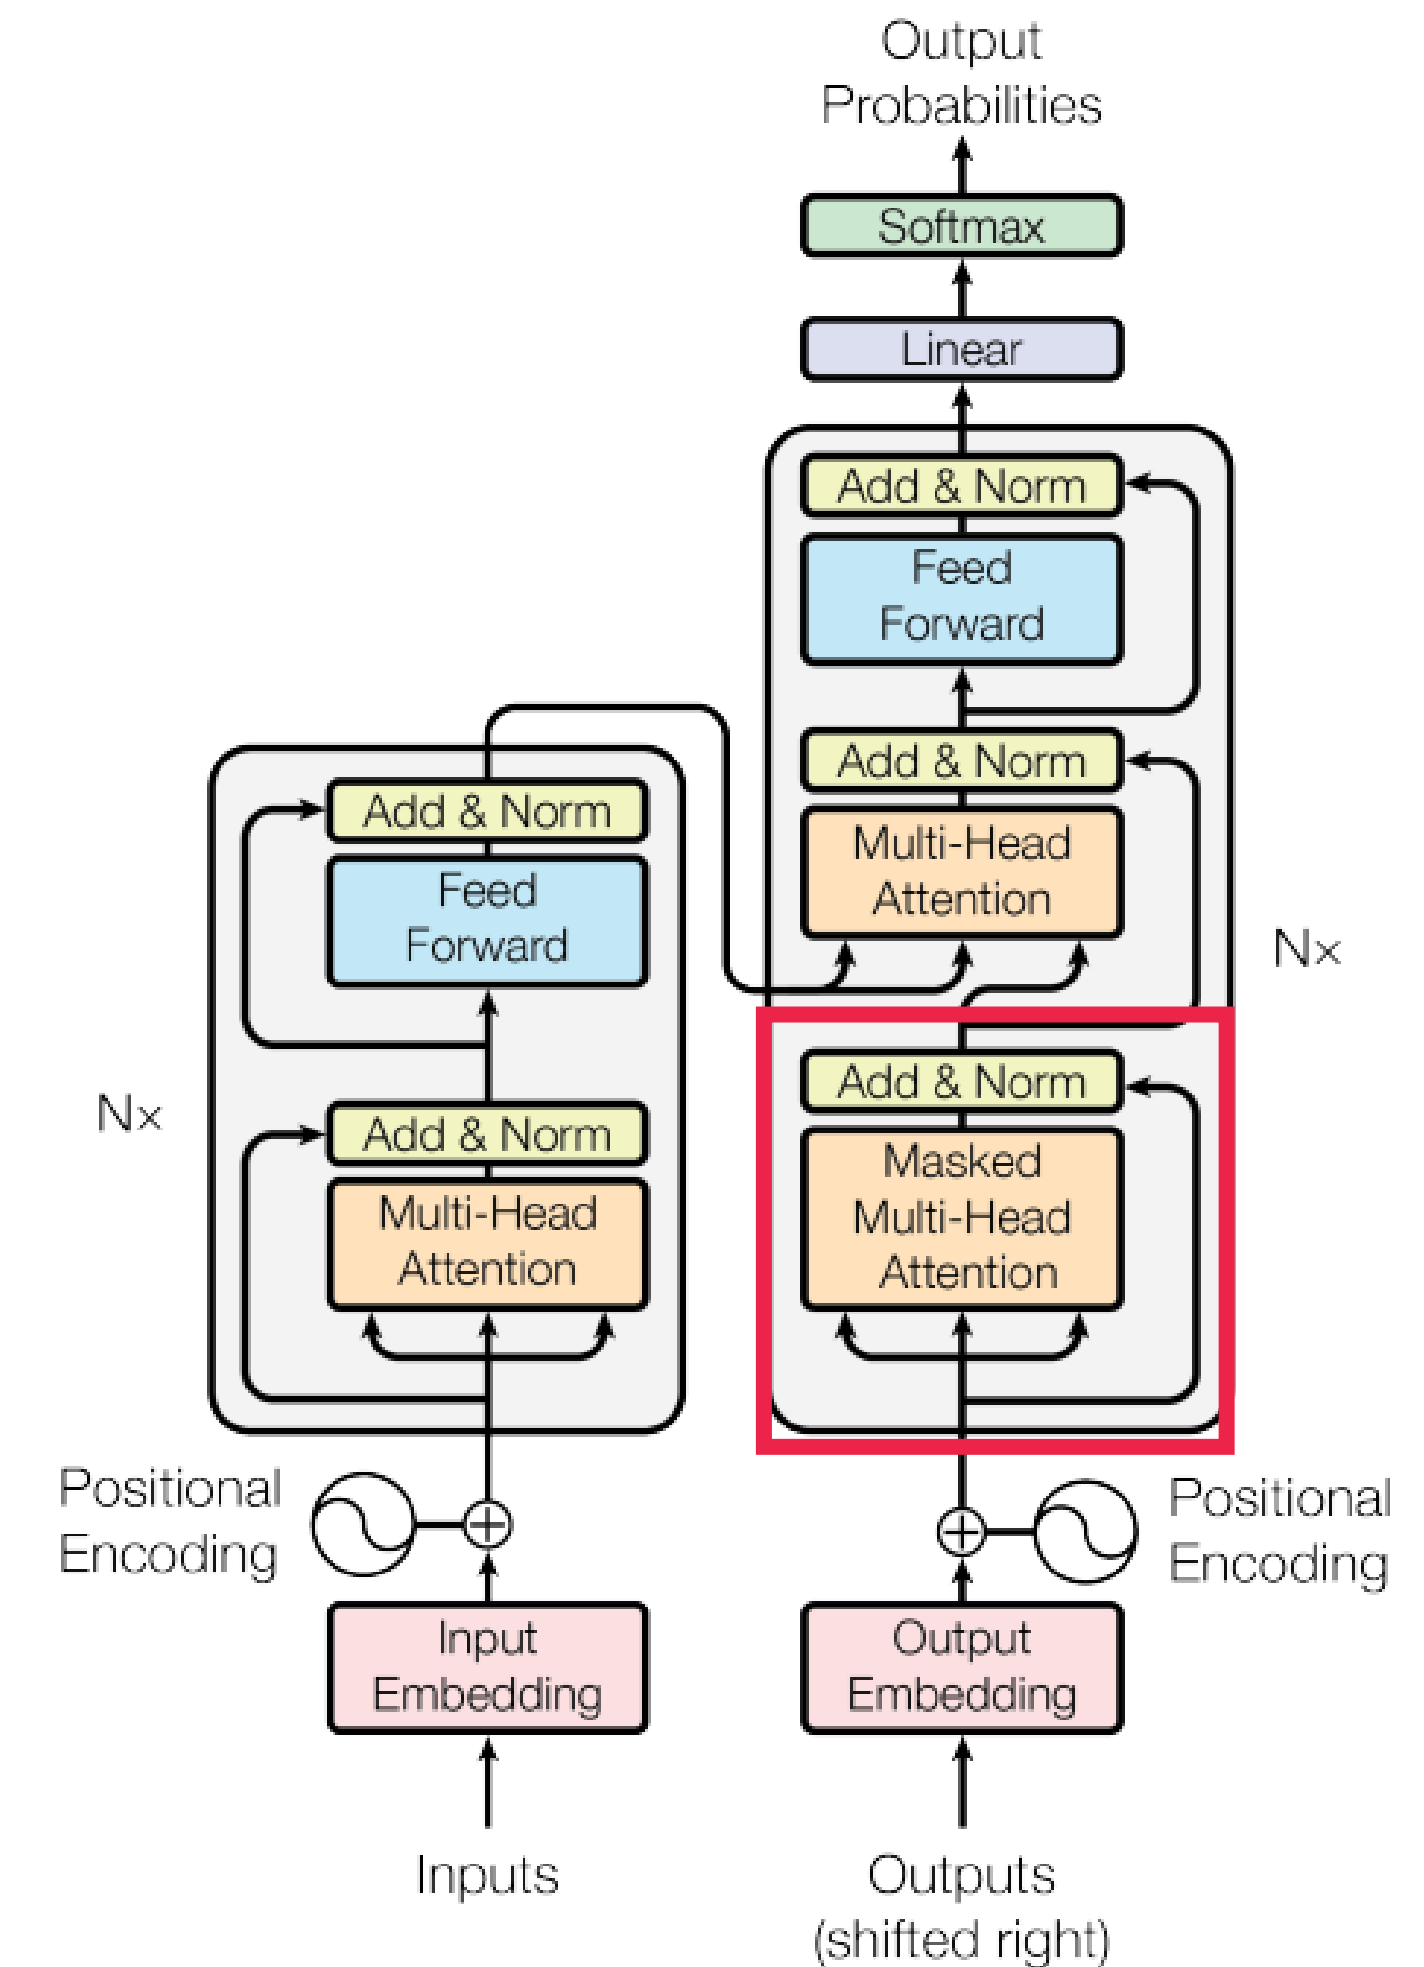 Output
Probabilities
Softmax
Linear
Add & Norm
Feed
Forward
Add & Norm
Multi-Head
Attention
Nx
Add & Norm
Masked
Multi-Head
Attention
Add & Norm
Feed
Forward
Nx
Add & Norm
Multi-Head
Attention
Positional
Encoding
Positional
Encoding
Input
Embedding
Output
Embedding
Inputs
Outputs
(shifted right)